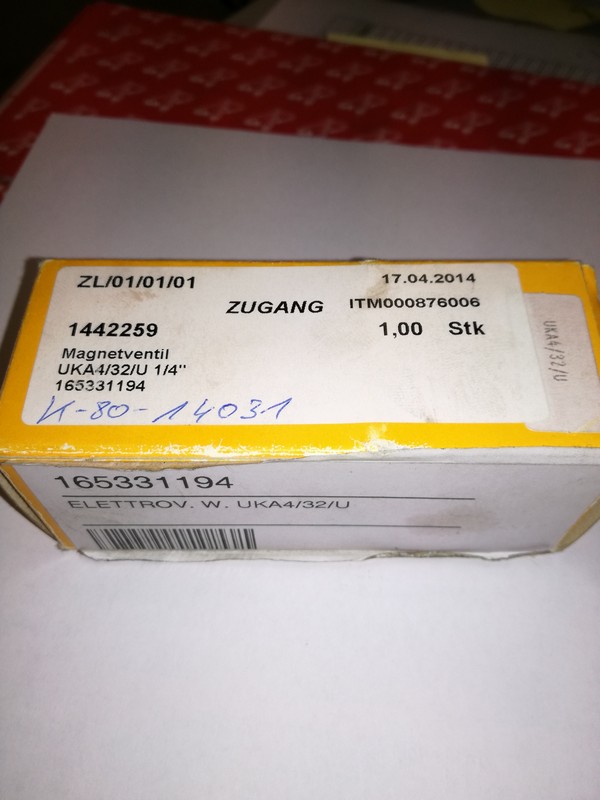 ZL/01/01/01
17.04.2014
ZUGANG
ITM000876006
1442259
1,00 Stk
Magnetventil
UKA4/32/U 1/4"
165331194
K-80-14031
UKA4/32/U
165331194
ELETTROV. W. UKA4/32/U